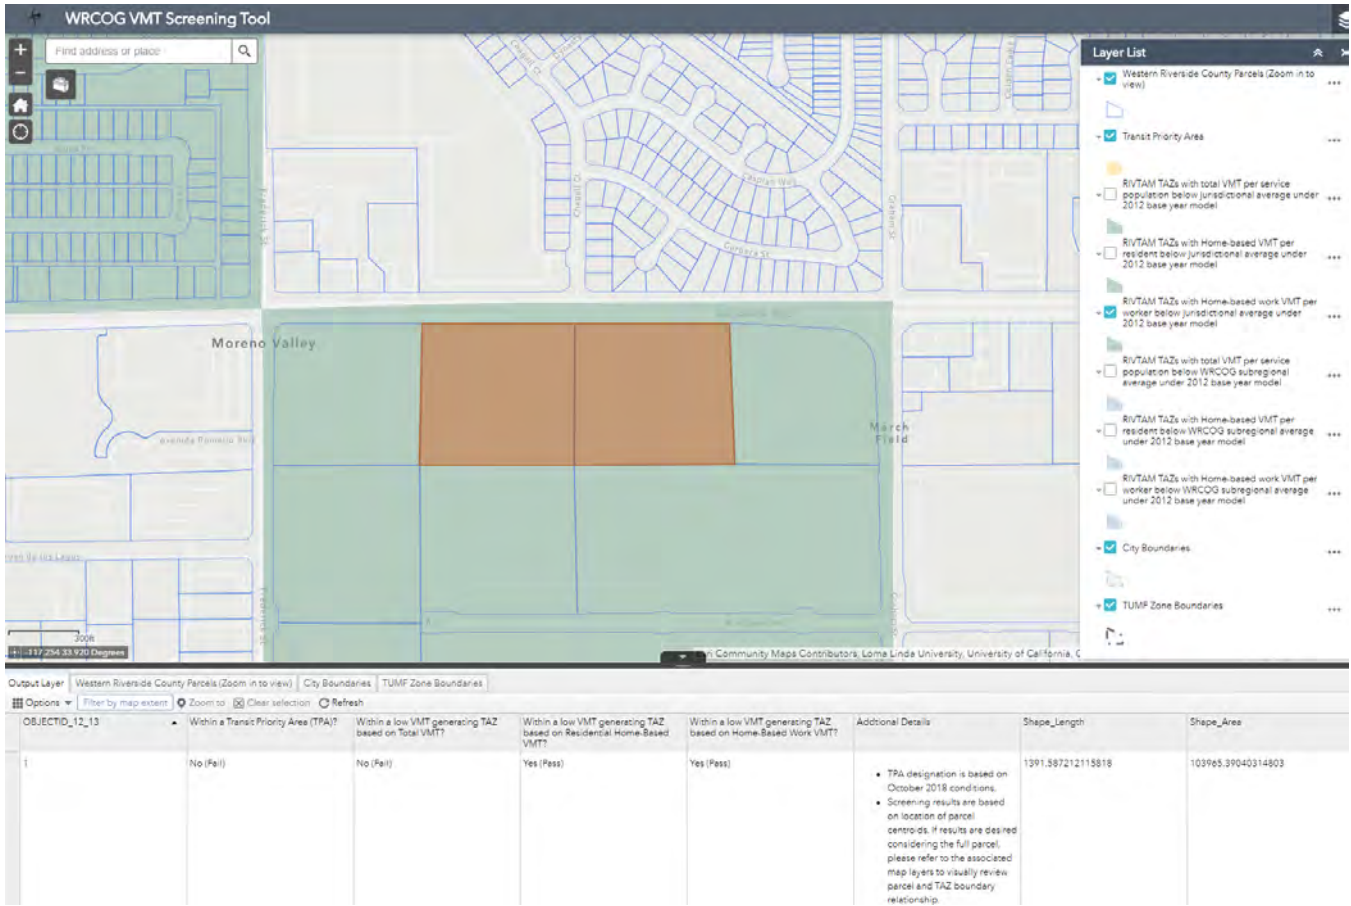 WRCOG VMT Screening Tool
Find address or place
Layer List
Western Riverside County Parcels (Zoom in to
view)
Transit Priority Area
RIVTAM TAZs with total VMT per service
population below jurisdictional average under
2012 base year model
RIVTAM TAZs with Home-based VMT per
resident below jurisdictional average under
2012 base year model
RIVTAM TAZs with Home-based work VMT per
worker below jurisdictional average under
2012 base year model
RIVTAM TAZs with total VMT per service
population below WRCOG subregional
average under 2012 base year model
RIVTAM TAZs with Home-based VMT per
resident below WRCOG subregional average
under 2012 base year model
RIVTAM TAZs with Home-based work VMT per
worker below WRCOG subregional average
under 2012 base year model
City Boundaries
TUMF Zone Boundaries
Chagall Ct
Caspian Way
Graham St
Frederick St
Moreno Valley
March
Field
Frederick St
300ft
-117.254 33.920 Degrees
Community Maps Contributors, Loma Linda University, University of California, C
Output Layer Western Riverside County Parcels (Zoom in to view) City Boundaries TUMF Zone Boundaries
Options Filter by map extent Zoom to Clear selection Refresh
OBJECTID_12_13 Within a Transit Priority Area (TPA)? Within a low VMT generating TAZ based on Total VMT? Within a low VMT generating TAZ based on Residential Home-Based VMT? Within a low VMT generating TAZ based on Home-Based Work VMT? Addtional Details Shape_Length Shape_Area
1 No (Fail) No (Fail) Yes (Pass) Yes (Pass) 1391.587212115818 103965.39040314803
• TPA designation is based on
October 2018 conditions.
• Screening results are based
on location of parcel
centroids. If results are desired
considering the full parcel,
please refer to the associated
map layers to visually review
parcel and TAZ boundary
relationship.